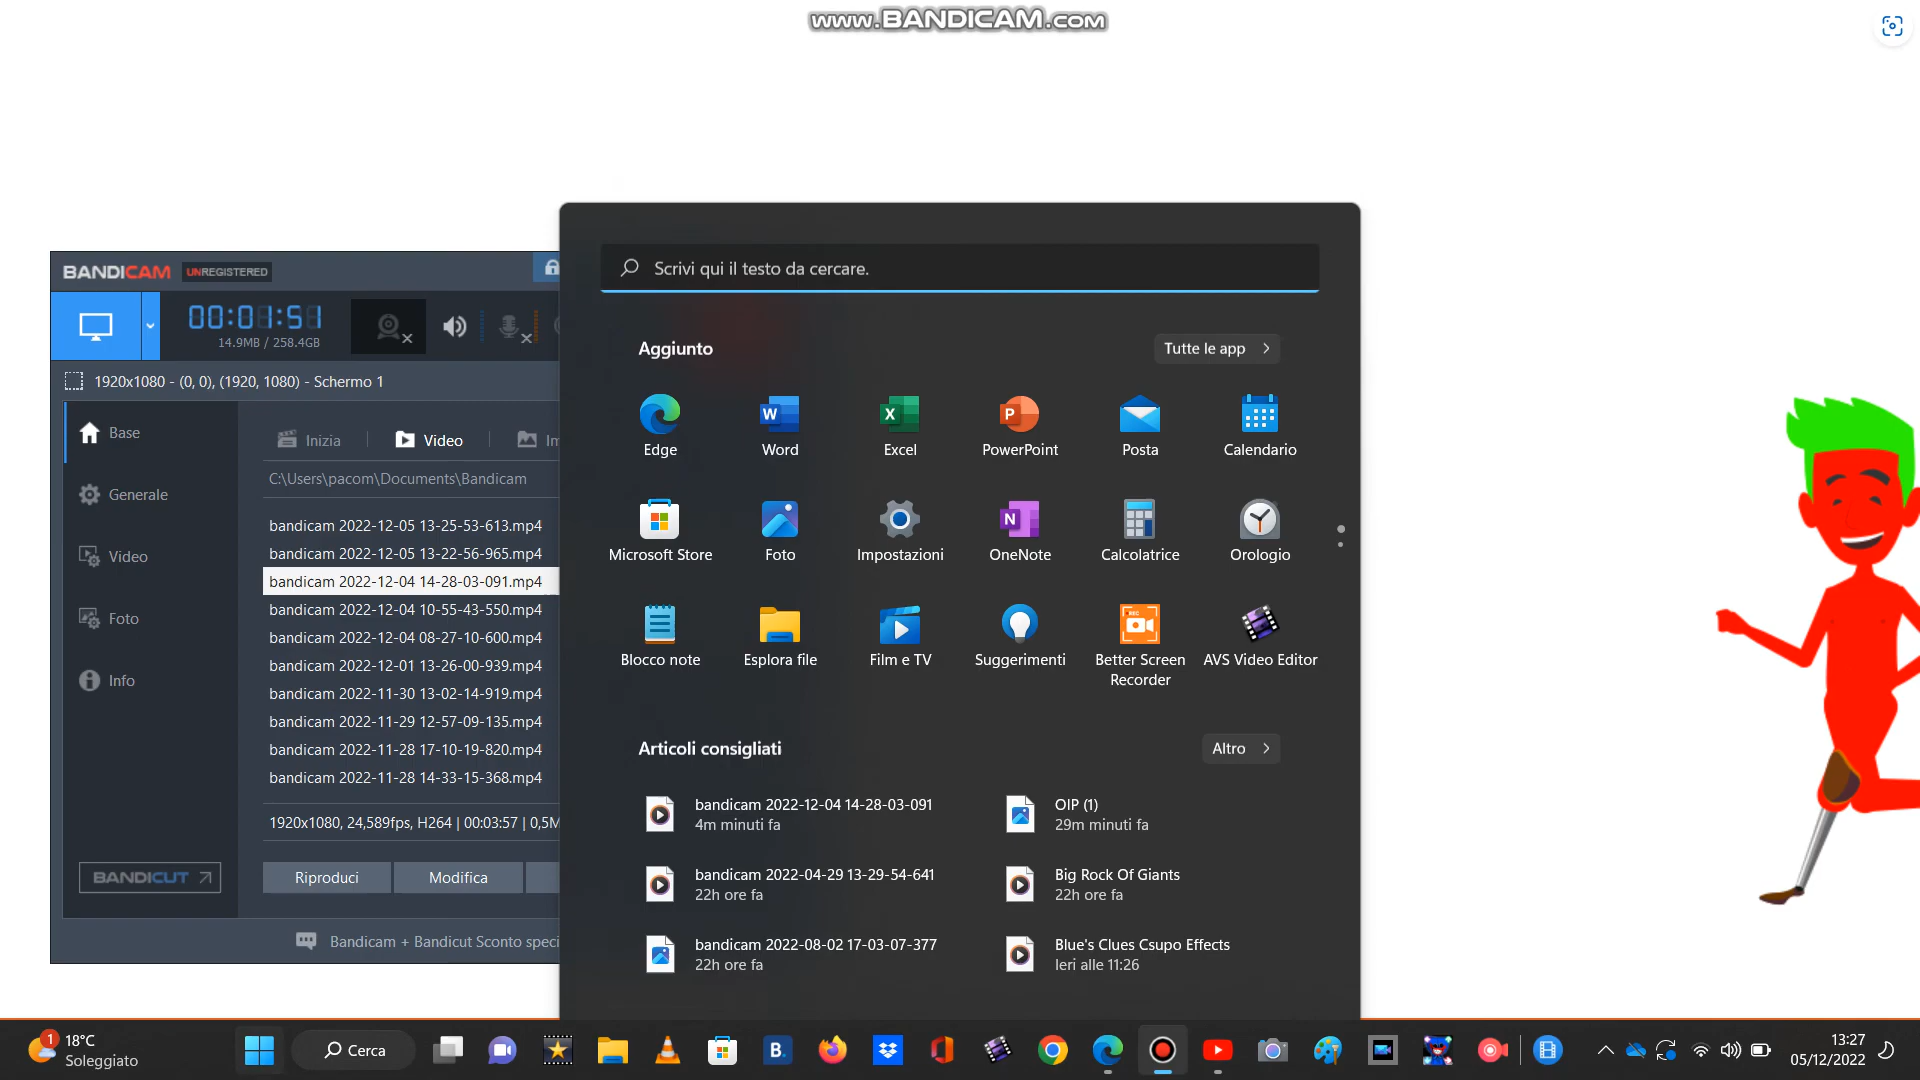 www.BANDICAM.com
BANDICAM UNREGISTERED
00:01:51
14.9MB / 258.4GB
1920x1080 - (0, 0), (1920, 1080) - Schermo 1
Base
Generale
Video
Foto
Info
BANDICUT
Inizia
Video
C:\Users\pacom\Documents\Bandicam
bandicam 2022-12-05 13-25-53-613.mp4
bandicam 2022-12-05 13-22-56-965.mp4
bandicam 2022-12-04 14-28-03-091.mp4
bandicam 2022-12-04 10-55-43-550.mp4
bandicam 2022-12-04 08-27-10-600.mp4
bandicam 2022-12-01 13-26-00-939.mp4
bandicam 2022-11-30 13-02-14-919.mp4
bandicam 2022-11-29 12-57-09-135.mp4
bandicam 2022-11-28 17-10-19-820.mp4
bandicam 2022-11-28 14-33-15-368.mp4
1920x1080, 24,589fps, H264 | 00:03:57 | 0,5M
Riproduci
Modifica
Bandicam + Bandicut Sconto speci
Scrivi qui il testo da cercare.
Aggiunto
Tutte le app
Edge
Word
Excel
PowerPoint
Posta
Calendario
Microsoft Store
Foto
Impostazioni
OneNote
Calcolatrice
Orologio
Blocco note
Esplora file
Film e TV
Suggerimenti
Better Screen
Recorder
AVS Video Editor
Articoli consigliati
Altro
bandicam 2022-12-04 14-28-03-091
4m minuti fa
OIP (1)
29m minuti fa
bandicam 2022-04-29 13-29-54-641
22h ore fa
Big Rock Of Giants
22h ore fa
bandicam 2022-08-02 17-03-07-377
22h ore fa
Blue's Clues Csupo Effects
Ieri alle 11:26
1
18°C
Soleggiato
Cerca
B.
13:27
05/12/2022